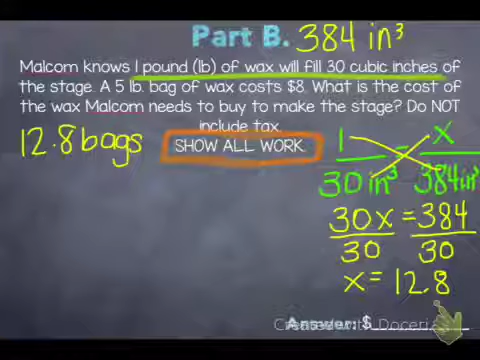 Part B. 384 in³
Malcom knows 1 pound (lb) of wax will fill 30 cubic inches of
the stage. A 5 lb. bag of wax costs $8. What is the cost of
the wax Malcom needs to buy to make the stage? Do NOT
include tax.
12.8 bags
SHOW ALL WORK.
1 = X
30 in³ 384 in³
30x = 384
30 30
x = 12.8
Answer: $
Created with Doceri